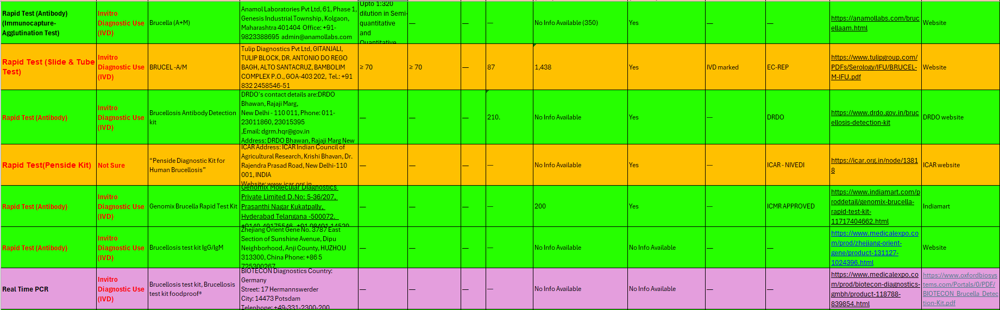 Rapid Test (Antibody)
(Immunocapture-
Agglutination Test)
Invitro
Diagnostic Use
(IVD)
Brucella (A+M)
Anamol Laboratories Pvt Ltd, 61, Phase 1,
Genesis Industrial Township, Kolgaon,
Maharashtra 401404 Office: +91-
9823388695 admin@anamollabs.com
Upto 1:320
dilution in Semi-
quantitative
and
Quantitative
—
—
—
No Info Available (350)
Yes
—
—
https://anamollabs.com/bruc
ellaam.html
Website
Rapid Test (Slide & Tube
Test)
Invitro
Diagnostic Use
(IVD)
BRUCEL -A/M
Tulip Diagnostics Pvt Ltd, GITANJALI,
TULIP BLOCK, DR. ANTONIO DO REGO
BAGH, ALTO SANTACRUZ, BAMBOLIM
COMPLEX P.O., GOA-403 202, Tel.: +91
832 2458546-51
≥ 70
≥ 70
—
87
1,438
Yes
IVD marked
EC-REP
https://www.tulipgroup.com/
PDFs/Serology/IFU/BRUCEL-
M-IFU.pdf
Website
Rapid Test (Antibody)
Invitro
Diagnostic Use
(IVD)
Brucellosis Antibody Detection
kit
DRDO's contact details are:DRDO
Bhawan, Rajaji Marg,
New Delhi - 110 011, Phone: 011-
23011860, 23015395
,Email: dgrm.hqr@gov.in
Address: DRDO Bhawan, Rajaji Marg New
—
—
—
210.
No Info Available
Yes
—
DRDO
https://www.drdo.gov.in/bruc
ellosis-detection-kit
DRDO website
Rapid Test(Penside Kit)
Not Sure
“Penside Diagnostic Kit for
Human Brucellosis”
ICAR Address: ICAR Indian Council of
Agricultural Research, Krishi Bhavan, Dr.
Rajendra Prasad Road, New Delhi-110
001, INDIA
Website: www.icar.org.in
—
—
—
—
No Info Available
Yes
—
ICAR - NIVEDI
https://icar.org.in/node/1381
8
ICAR website
Rapid Test (Antibody)
Invitro
Diagnostic Use
(IVD)
Genomix Brucella Rapid Test Kit
Genomix Molecular Diagnostics
Private Limited D.No: 5-36/207,
Prasanthi Nagar Kukatpally,
Hyderabad Telangana -500072.
+9140-40175546, +91 98491 14520
—
—
—
—
200
Yes
—
ICMR APPROVED
https://www.indiamart.com/p
roddetail/genomix-brucella-
rapid-test-kit-
11717404662.html
Indiamart
Rapid Test (Antibody)
Invitro
Diagnostic Use
(IVD)
Brucellosis test kit IgG/IgM
Zhejiang Orient Gene No. 3787 East
Section of Sunshine Avenue, Dipu
Neighborhood, Anji County, HUZHOU
313300, China Phone: +86 5
725300267
—
—
—
—
No Info Available
No Info Available
—
—
https://www.medicalexpo.co
m/prod/zhejiang-orient-
gene/product-131127-
1024396.html
Website
Real Time PCR
Invitro
Diagnostic Use
(IVD)
Brucellosis test kit, Brucellosis
test kit foodproof®
BIOTECON Diagnostics Country:
Germany
Street: 17 Hermannswerder
City: 14473 Potsdam
Telephone: +49-331-2300-200
—
—
—
—
No Info Available
No Info Available
—
—
https://www.medicalexpo.co
m/prod/biotecon-diagnostics-
gmbh/product-118788-
839854.html
https://www.oxfordbiosys
tems.com/Portals/0/PDF/
BIOTECON_Brucella_Detec
tion-Kit.pdf